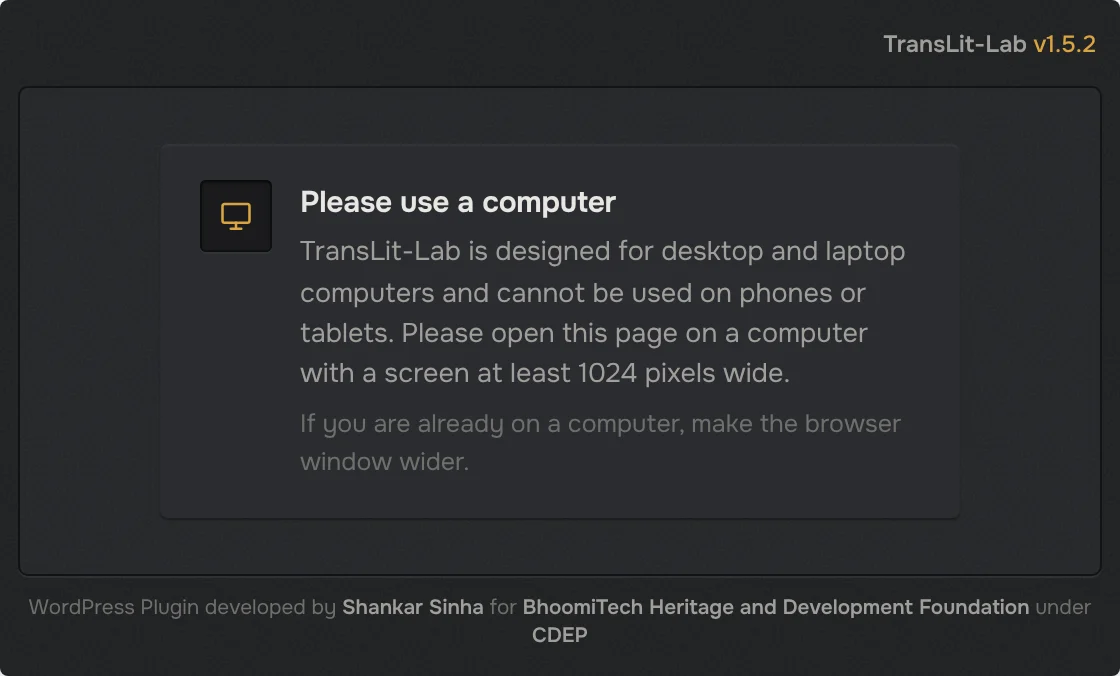 TransLit-Lab v1.5.2
Please use a computer
TransLit-Lab is designed for desktop and laptop
computers and cannot be used on phones or
tablets. Please open this page on a computer
with a screen at least 1024 pixels wide.
If you are already on a computer, make the browser
window wider.
WordPress Plugin developed by Shankar Sinha for BhoomiTech Heritage and Development Foundation under
CDEP